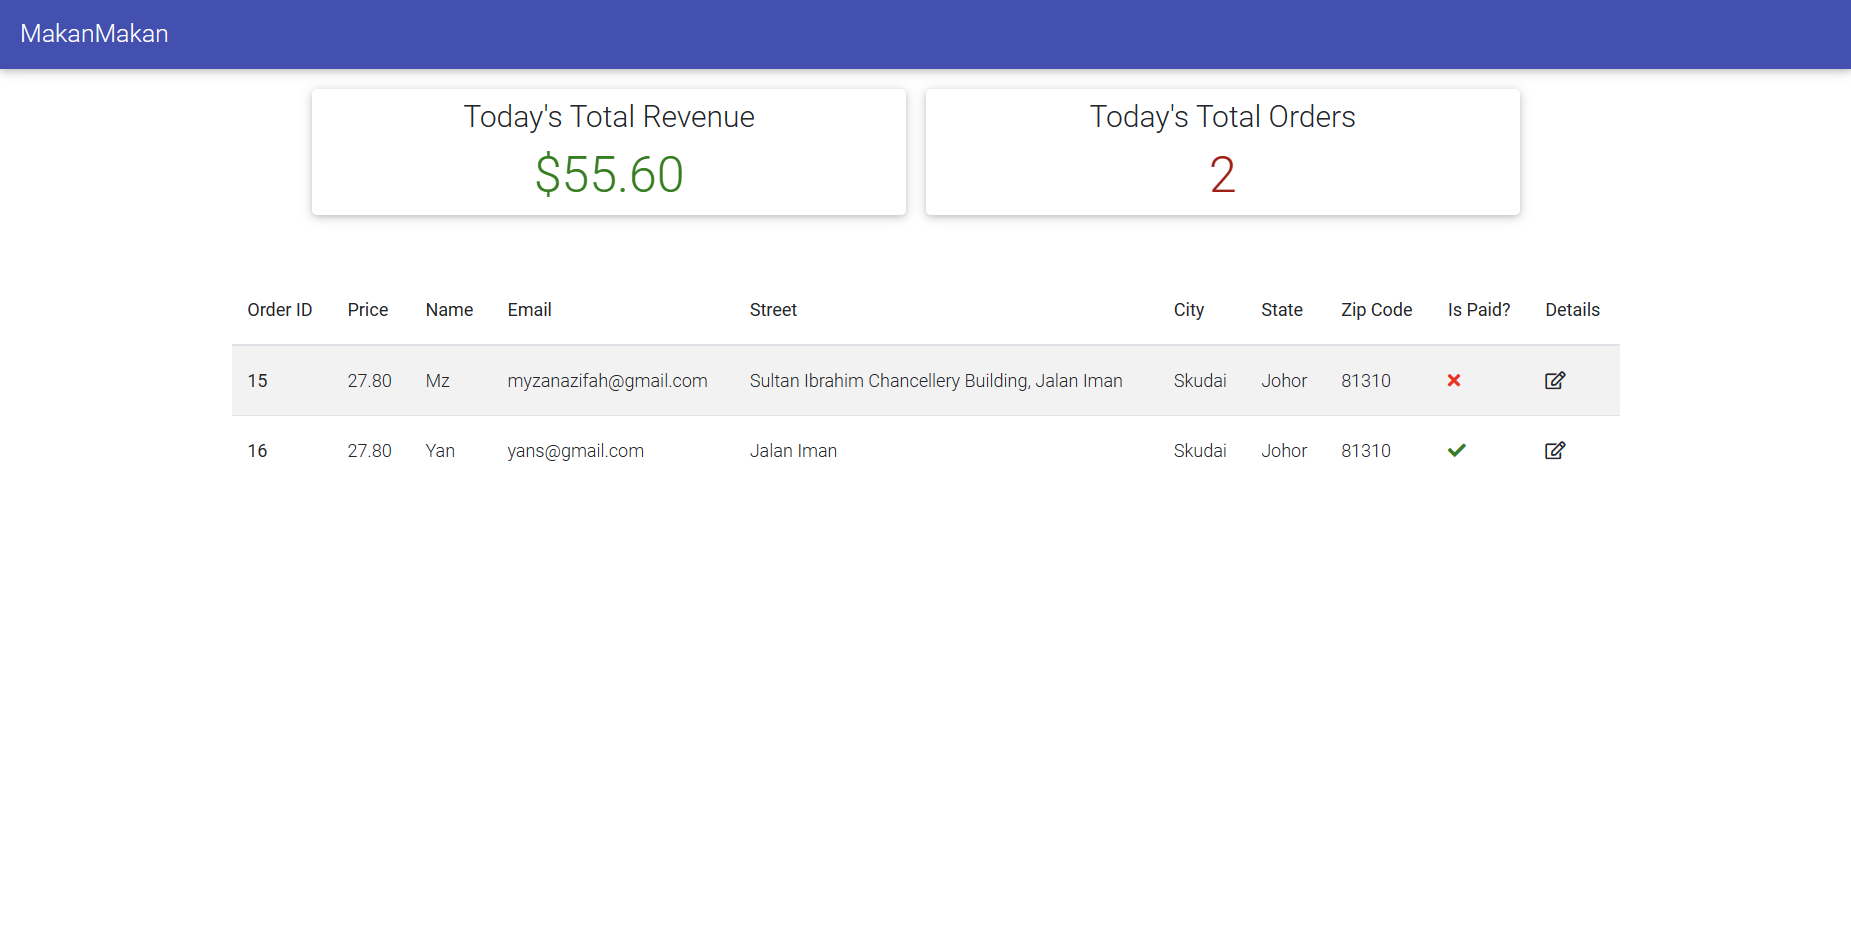 MakanMakan
Today's Total Revenue
$55.60
Today's Total Orders
2
Order ID Price Name Email Street City State Zip Code Is Paid? Details
15 27.80 Mz myzanazifah@gmail.com Sultan Ibrahim Chancellery Building, Jalan Iman Skudai Johor 81310
16 27.80 Yan yans@gmail.com Jalan Iman Skudai Johor 81310